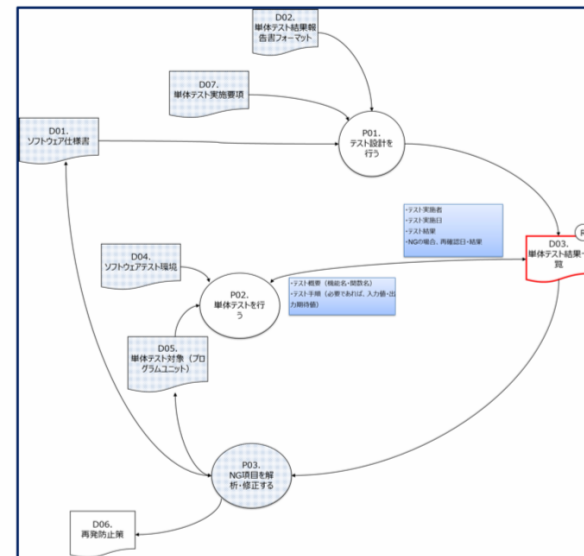 D02.
単体テスト結果報
告書フォーマット
D07.
単体テスト実施要項
D01.
ソフトウェア仕様書
P01.
テスト設計を
行う
・テスト実施者
・テスト実施日
・テスト結果
・NGの場合、再確認日・結果
R
D03.
単体テスト結果一
覧
D04.
ソフトウェアテスト環境
P02.
単体テストを行
う
・テスト概要（機能名・関数名）
・テスト手順（必要であれば、入力値・出
力期待値）
D05.
単体テスト対象（プロ
グラムユニット）
P03.
NG項目を解
析・修正する
D06.
再発防止策